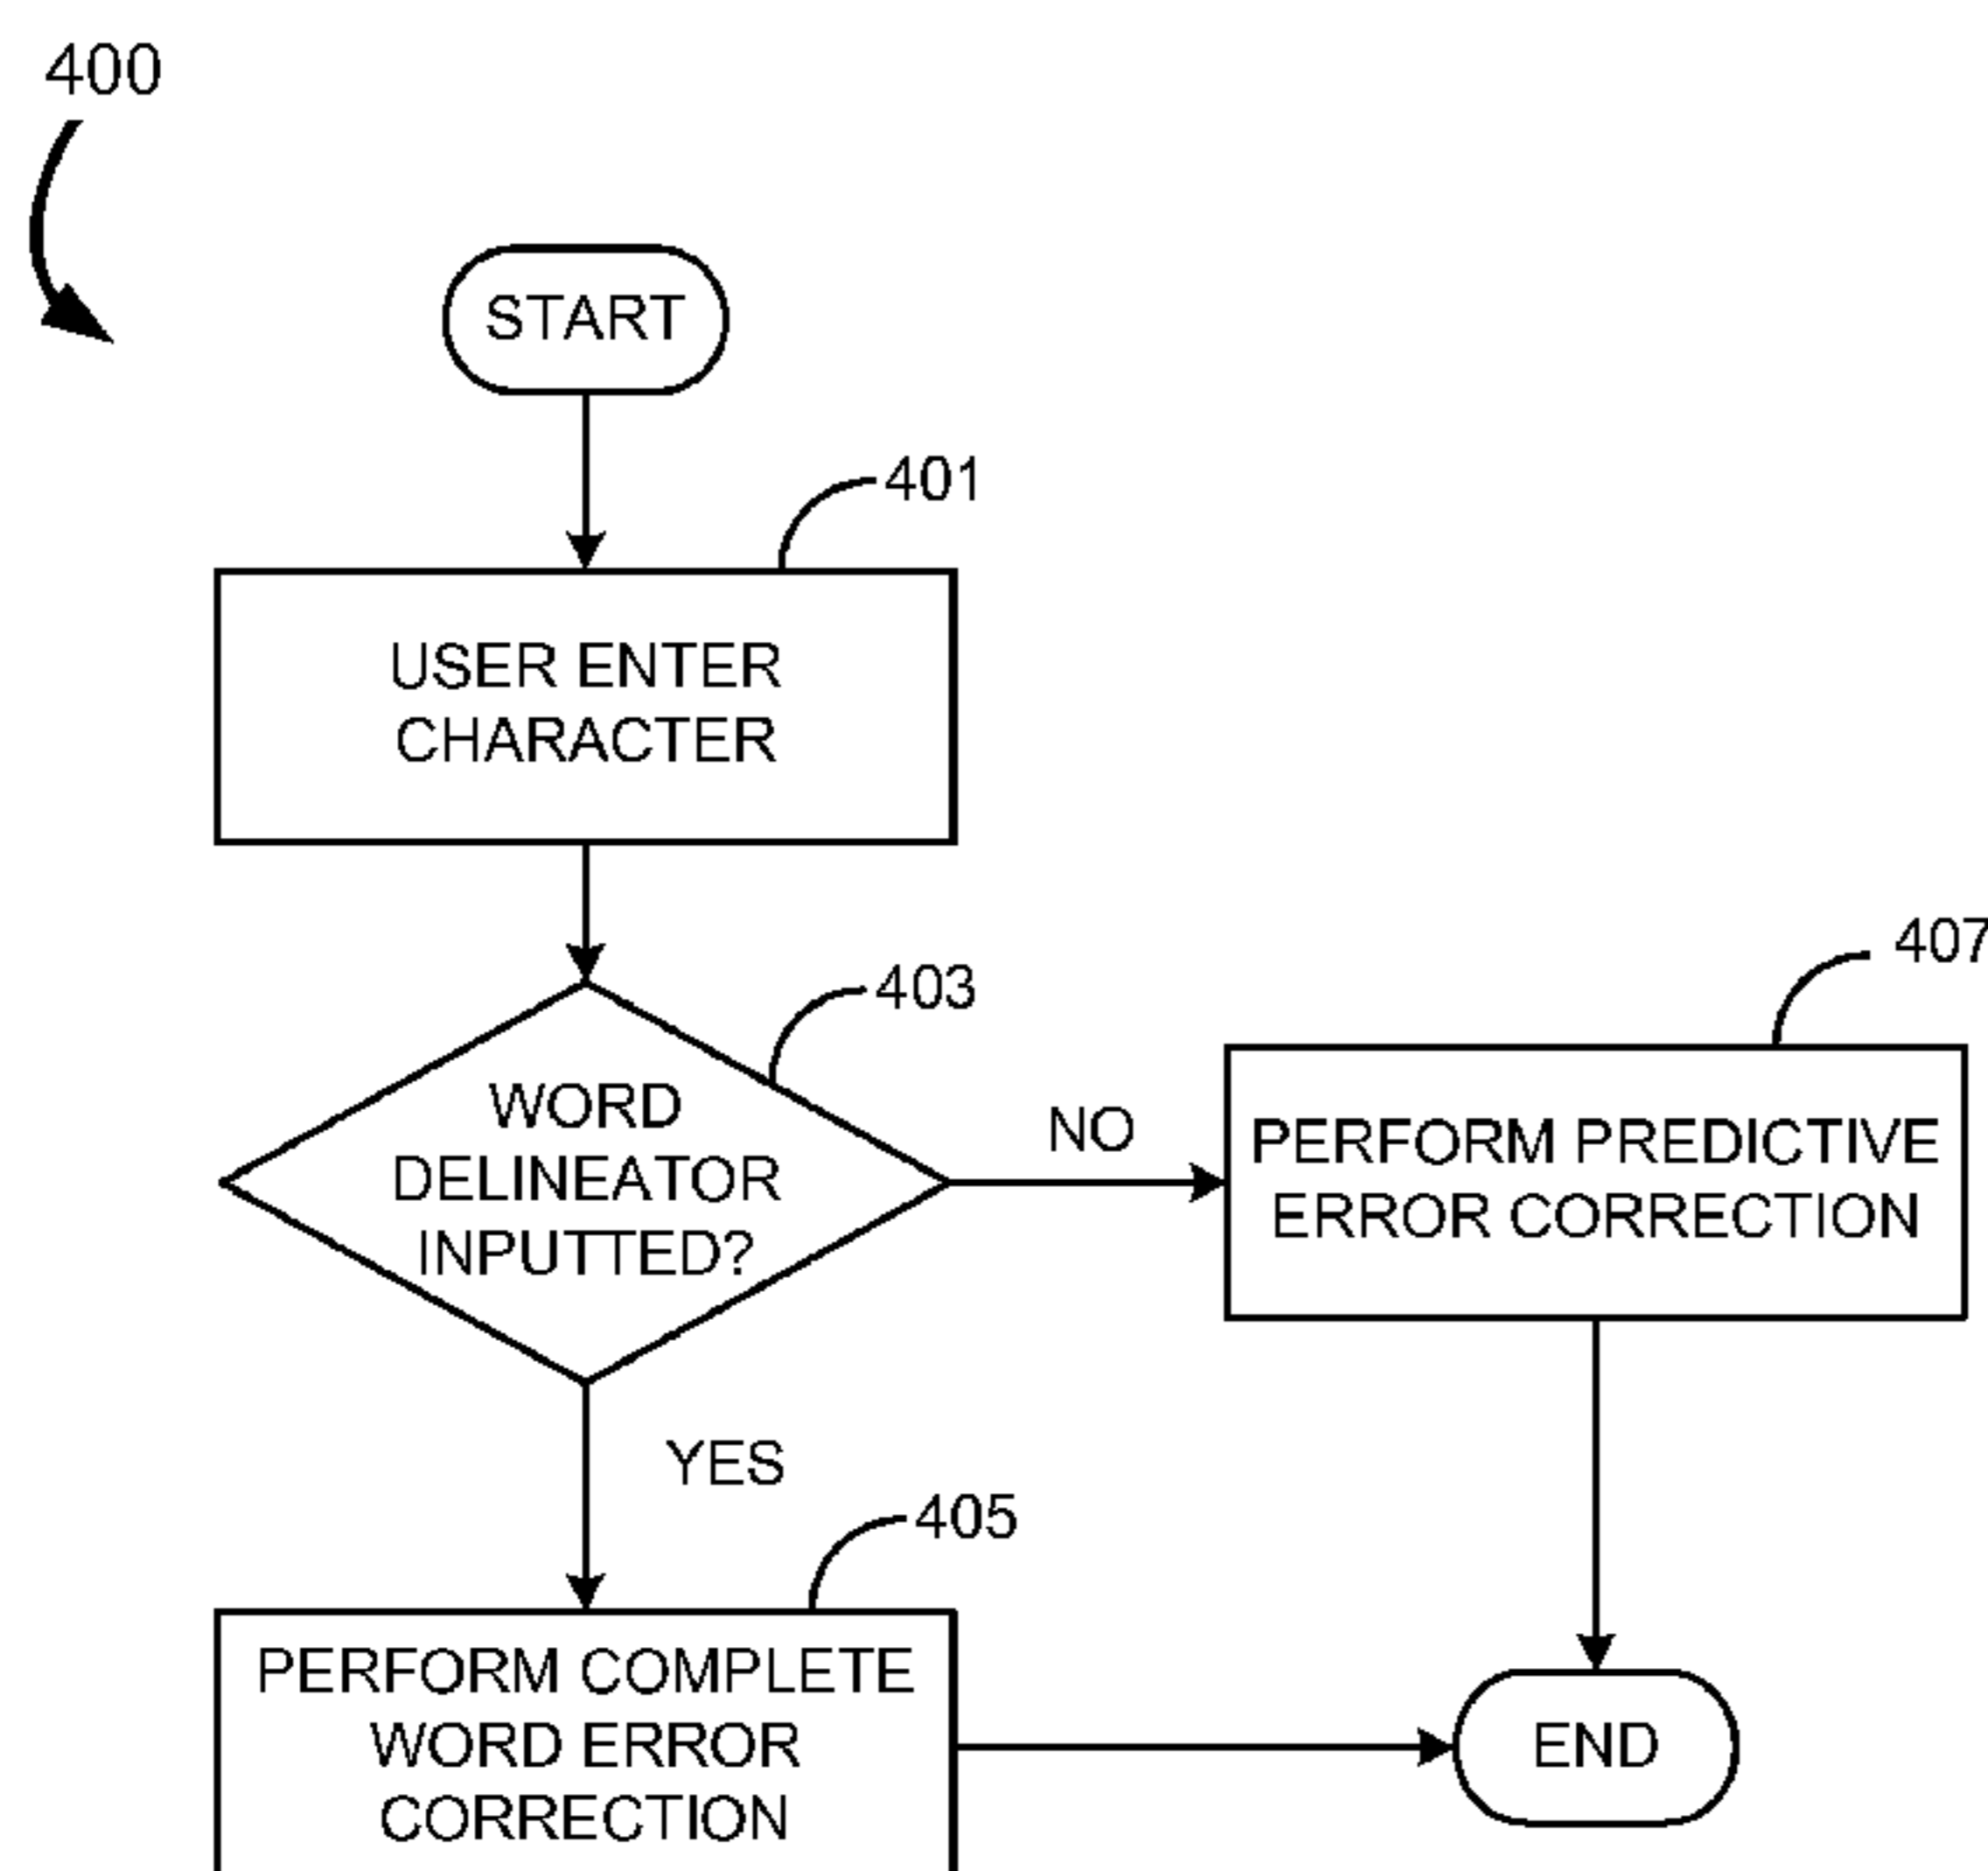 400
START
401
USER ENTER
CHARACTER
403
WORD
DELINEATOR
INPUTTED?
NO
407
PERFORM PREDICTIVE
ERROR CORRECTION
YES
405
PERFORM COMPLETE
WORD ERROR
CORRECTION
END